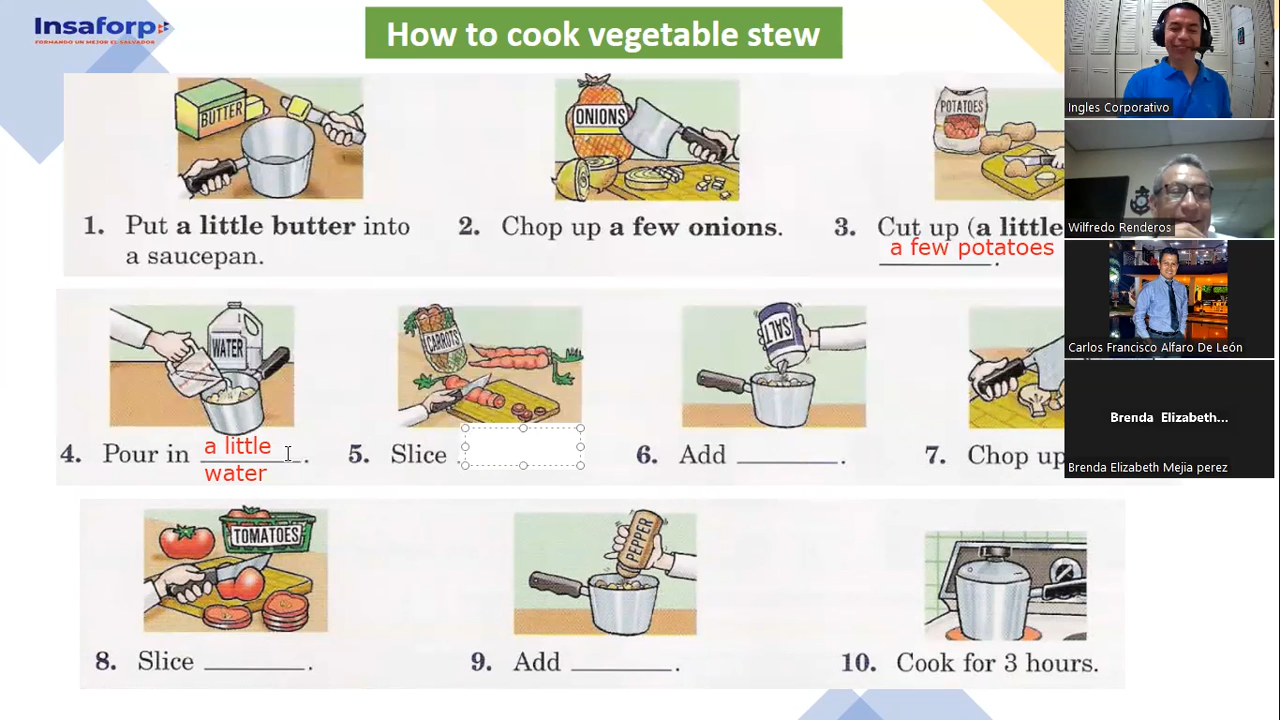 Insaforp
FORMANDO UN MEJOR EL SALVADOR
How to cook vegetable stew
BUTTER
ONIONS
POTATOES
1. Put a little butter into
a saucepan.
2. Chop up a few onions.
3. Cut up (a little
a few potatoes
WATER
CARROTS
SALT
4. Pour in a little
water
5. Slice
6. Add ________.
7. Chop up
TOMATOES
PEPPER
8. Slice ________.
9. Add ________.
10. Cook for 3 hours.
Ingles Corporativo
Wilfredo Renderos
Carlos Francisco Alfaro De León
Brenda Elizabeth...
Brenda Elizabeth Mejia perez